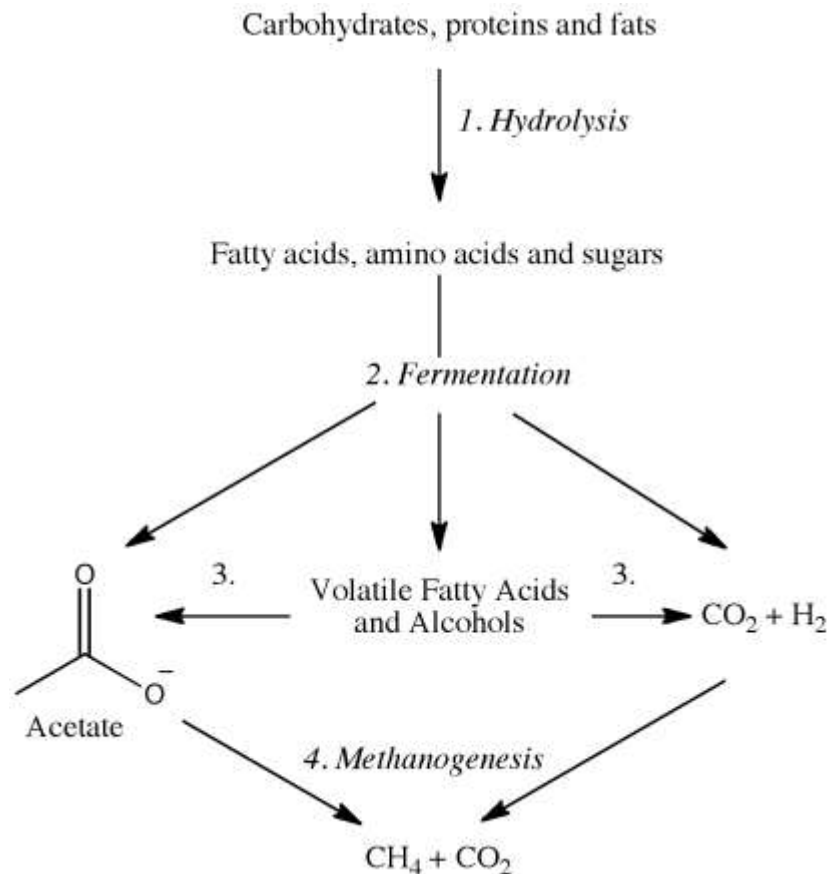 Carbohydrates, proteins and fats
1. Hydrolysis
Fatty acids, amino acids and sugars
2. Fermentation
O
3.
Volatile Fatty Acids
and Alcohols
3.
CO₂ + H₂
O⁻
Acetate
4. Methanogenesis
CH₄ + CO₂